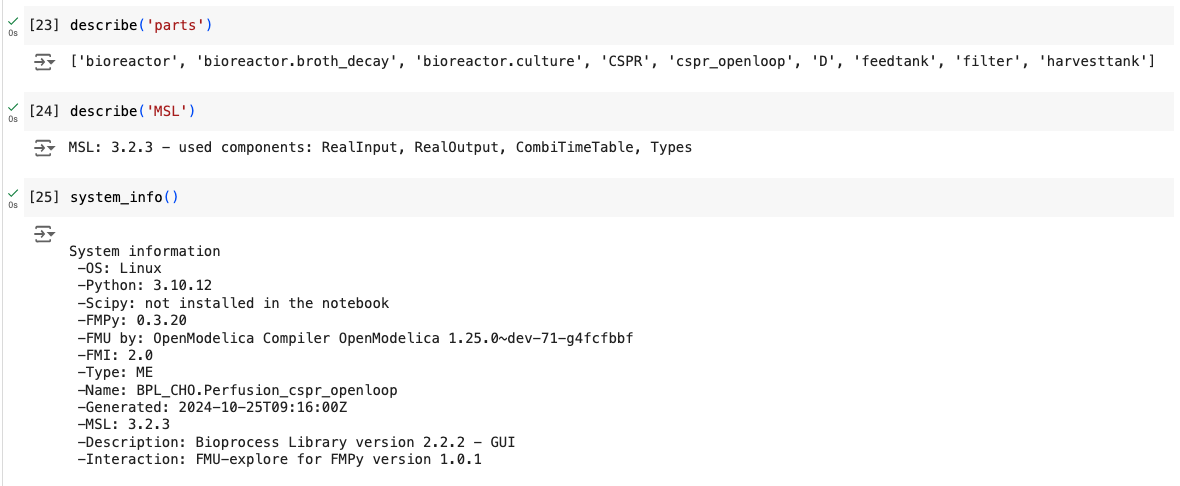 [23] describe('parts')
0s
['bioreactor', 'bioreactor.broth_decay', 'bioreactor.culture', 'CSPR', 'cspr_openloop', 'D', 'feedtank', 'filter', 'harvesttank']
[24] describe('MSL')
0s
MSL: 3.2.3 – used components: RealInput, RealOutput, CombiTimeTable, Types
[25] system_info()
0s
System information
-OS: Linux
-Python: 3.10.12
-Scipy: not installed in the notebook
-FMPy: 0.3.20
-FMU by: OpenModelica Compiler OpenModelica 1.25.0~dev-71-g4fcfbbf
-FMI: 2.0
-Type: ME
-Name: BPL_CHO.Perfusion_cspr_openloop
-Generated: 2024-10-25T09:16:00Z
-MSL: 3.2.3
-Description: Bioprocess Library version 2.2.2 – GUI
-Interaction: FMU-explore for FMPy version 1.0.1